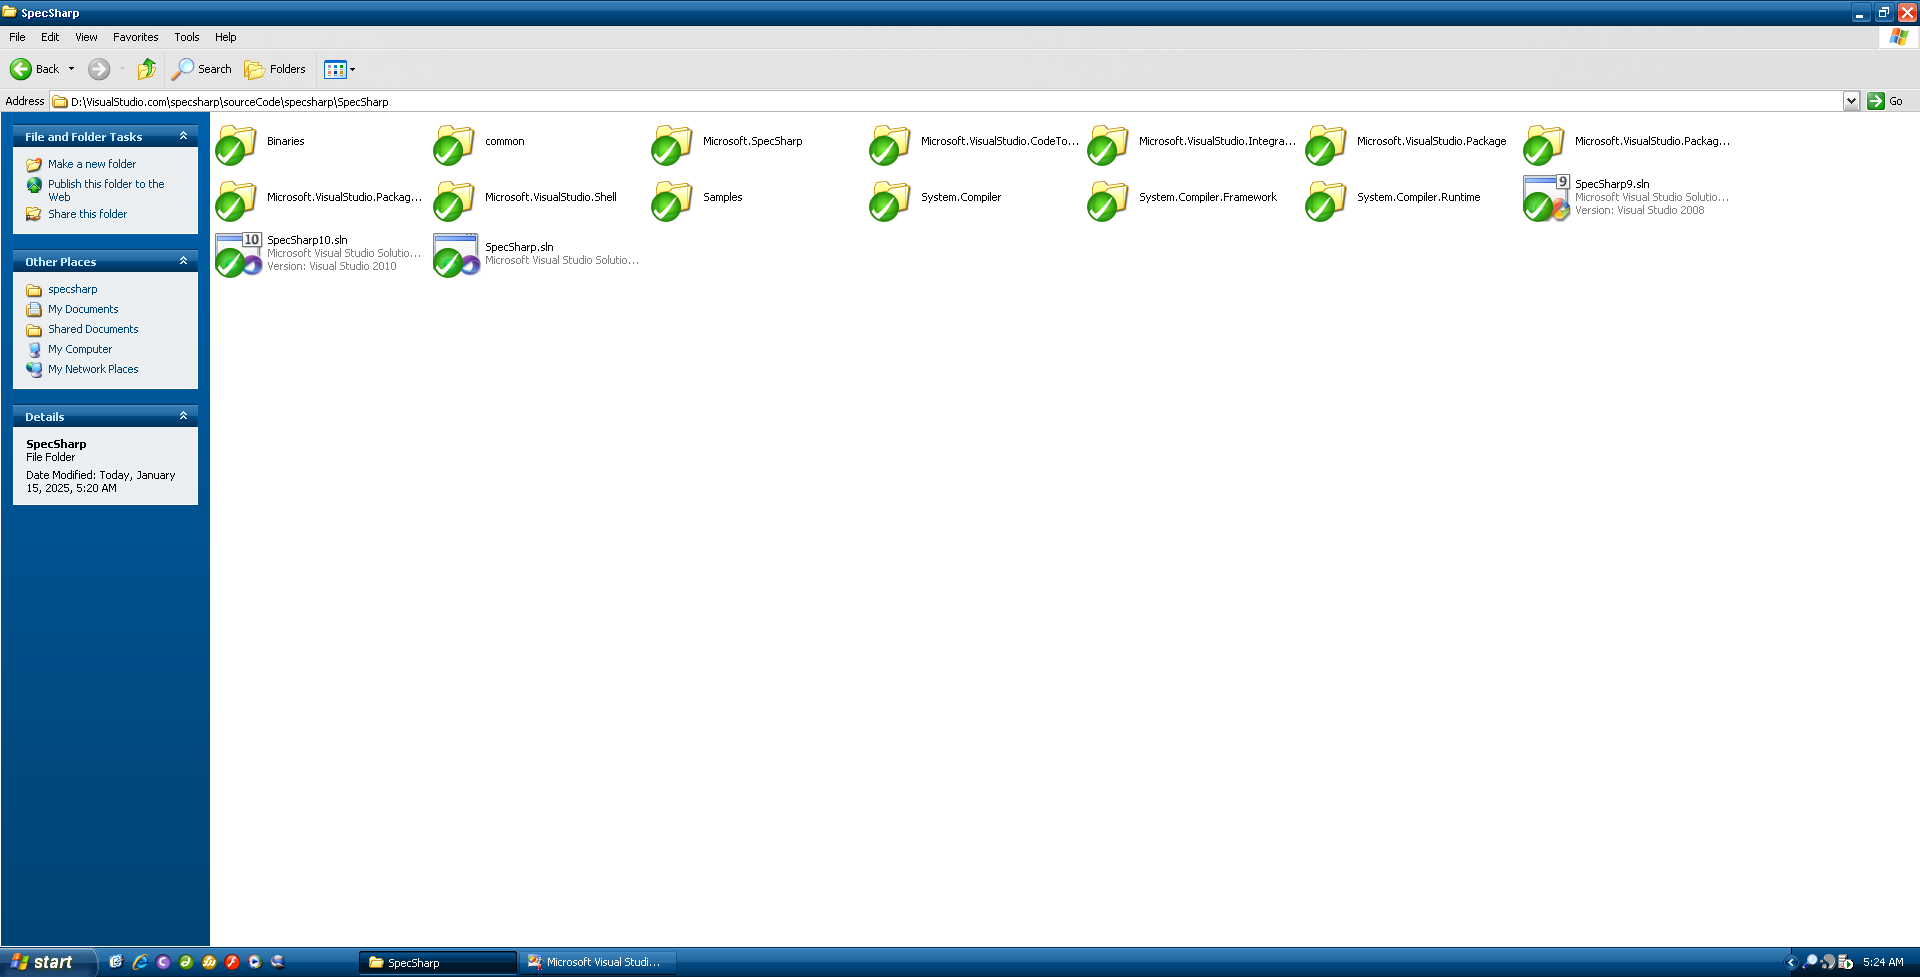 SpecSharp
File Edit View Favorites Tools Help
Back Search Folders
Address D:\VisualStudio.com\specsharp\sourceCode\specsharp\SpecSharp Go
File and Folder Tasks
Make a new folder
Publish this folder to the
Web
Share this folder
Other Places
specsharp
My Documents
Shared Documents
My Computer
My Network Places
Details
SpecSharp
File Folder
Date Modified: Today, January
15, 2025, 5:20 AM
Binaries
common
Microsoft.SpecSharp
Microsoft.VisualStudio.CodeTo...
Microsoft.VisualStudio.Integra...
Microsoft.VisualStudio.Package
Microsoft.VisualStudio.Packag...
Microsoft.VisualStudio.Packag...
Microsoft.VisualStudio.Shell
Samples
System.Compiler
System.Compiler.Framework
System.Compiler.Runtime
9
SpecSharp9.sln
Microsoft Visual Studio Solutio...
Version: Visual Studio 2008
10
SpecSharp10.sln
Microsoft Visual Studio Solutio...
Version: Visual Studio 2010
SpecSharp.sln
Microsoft Visual Studio Solutio...
start SpecSharp Microsoft Visual Studi... 5:24 AM